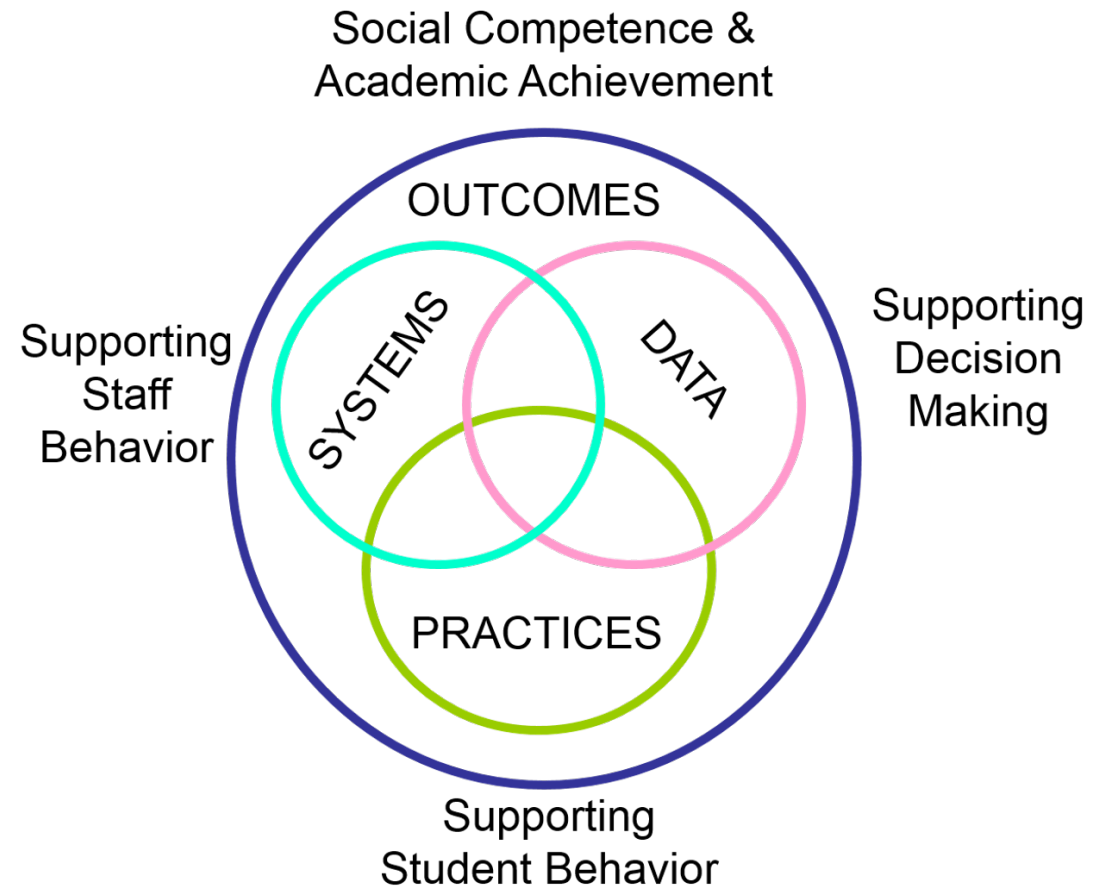 Social Competence &
Academic Achievement
OUTCOMES
SYSTEMS
DATA
Supporting
Staff
Behavior
Supporting
Decision
Making
PRACTICES
Supporting
Student Behavior